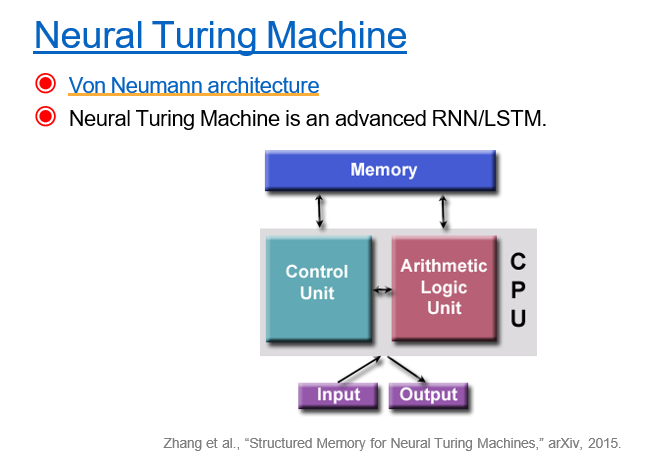 Neural Turing Machine
Von Neumann architecture
Neural Turing Machine is an advanced RNN/LSTM.
Memory
Control
Unit
Arithmetic
Logic
Unit
C
P
U
Input
Output
Zhang et al., “Structured Memory for Neural Turing Machines,” arXiv, 2015.